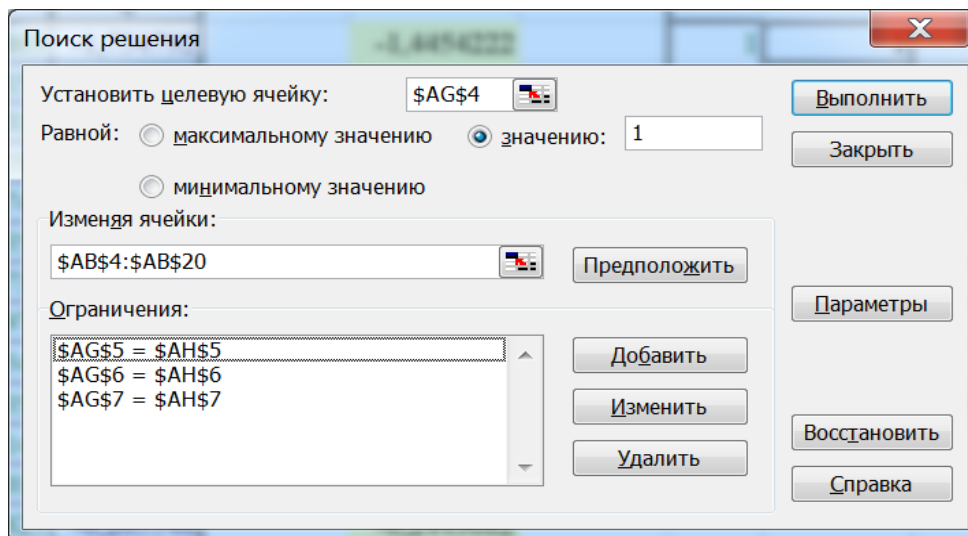 -1,4454222
Поиск решения
Установить целевую ячейку: $AG$4 Выполнить
Равной: максимальному значению значению: 1 Закрыть
минимальному значению
Изменяя ячейки:
$AB$4:$AB$20 Предположить
Ограничения: Параметры
$AG$5 = $AH$5 Добавить
$AG$6 = $AH$6
$AG$7 = $AH$7 Изменить
Восстановить
Удалить
Справка